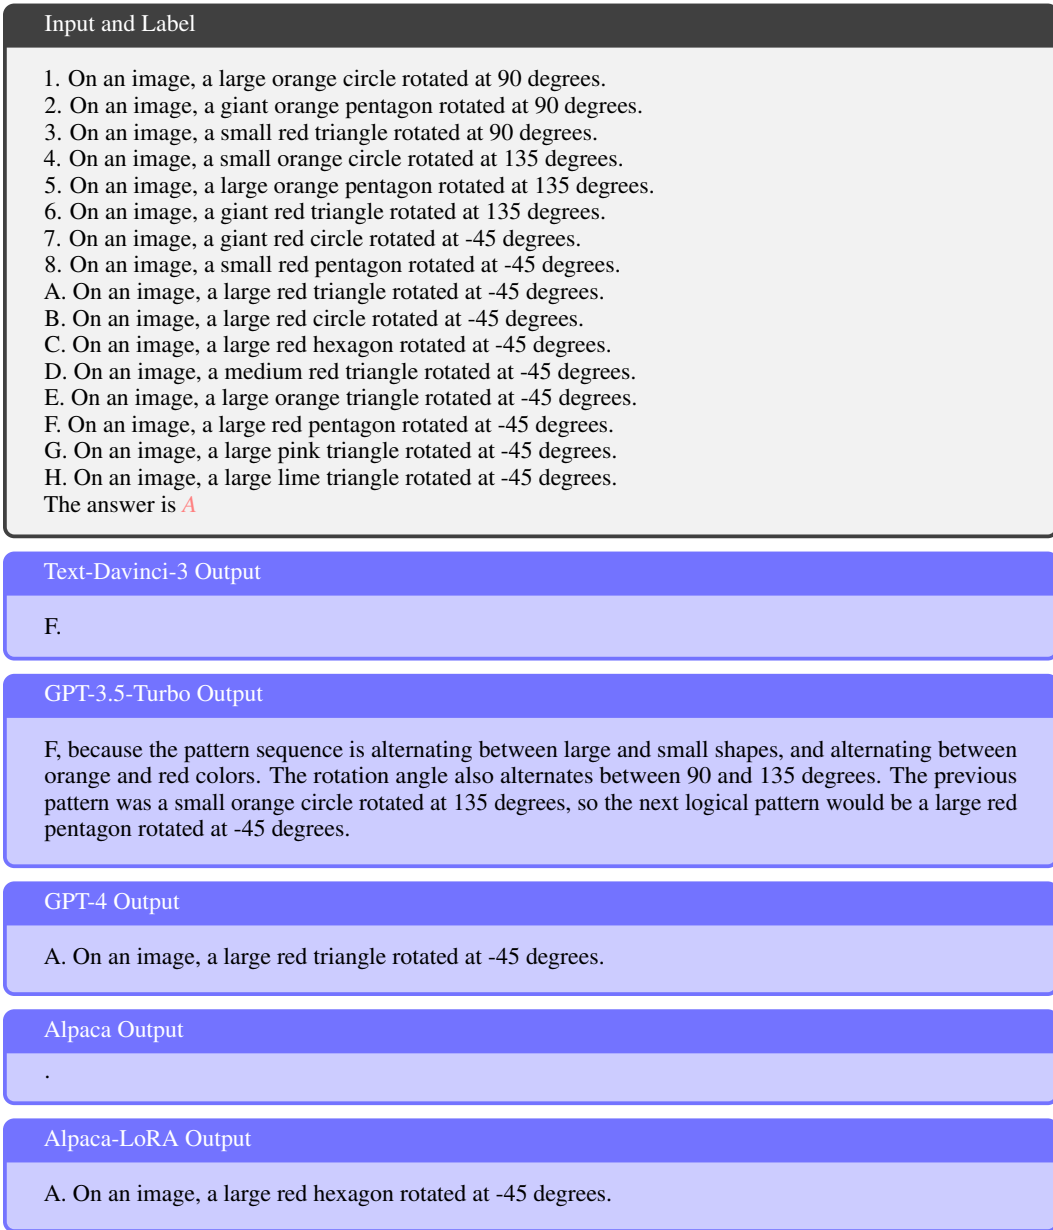 Input and Label
1. On an image, a large orange circle rotated at 90 degrees.
2. On an image, a giant orange pentagon rotated at 90 degrees.
3. On an image, a small red triangle rotated at 90 degrees.
4. On an image, a small orange circle rotated at 135 degrees.
5. On an image, a large orange pentagon rotated at 135 degrees.
6. On an image, a giant red triangle rotated at 135 degrees.
7. On an image, a giant red circle rotated at -45 degrees.
8. On an image, a small red pentagon rotated at -45 degrees.
A. On an image, a large red triangle rotated at -45 degrees.
B. On an image, a large red circle rotated at -45 degrees.
C. On an image, a large red hexagon rotated at -45 degrees.
D. On an image, a medium red triangle rotated at -45 degrees.
E. On an image, a large orange triangle rotated at -45 degrees.
F. On an image, a large red pentagon rotated at -45 degrees.
G. On an image, a large pink triangle rotated at -45 degrees.
H. On an image, a large lime triangle rotated at -45 degrees.
The answer is A
Text-Davinci-3 Output
F.
GPT-3.5-Turbo Output
F, because the pattern sequence is alternating between large and small shapes, and alternating between
orange and red colors. The rotation angle also alternates between 90 and 135 degrees. The previous
pattern was a small orange circle rotated at 135 degrees, so the next logical pattern would be a large red
pentagon rotated at -45 degrees.
GPT-4 Output
A. On an image, a large red triangle rotated at -45 degrees.
Alpaca Output
.
Alpaca-LoRA Output
A. On an image, a large red hexagon rotated at -45 degrees.